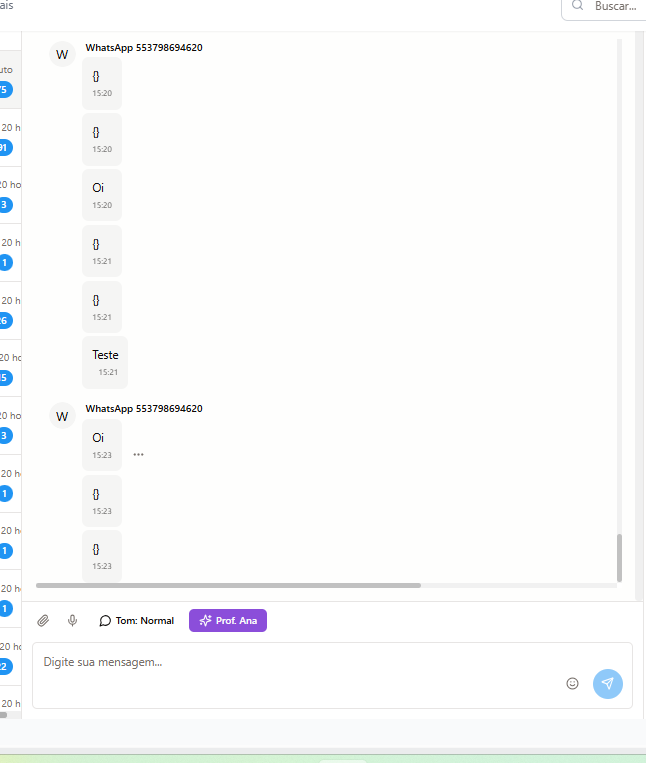 ais
Buscar...
uto
75
20 h
91
20 ho
3
20 h
1
20 h
26
20 ho
15
20 ho
3
20 h
1
20 h
1
20 h
1
20 ho
22
20 h
W
WhatsApp 553798694620
{}
15:20
{}
15:20
Oi
15:20
{}
15:21
{}
15:21
Teste
15:21
W
WhatsApp 553798694620
Oi
15:23
...
{}
15:23
{}
15:23
Tom: Normal
Prof. Ana
Digite sua mensagem...